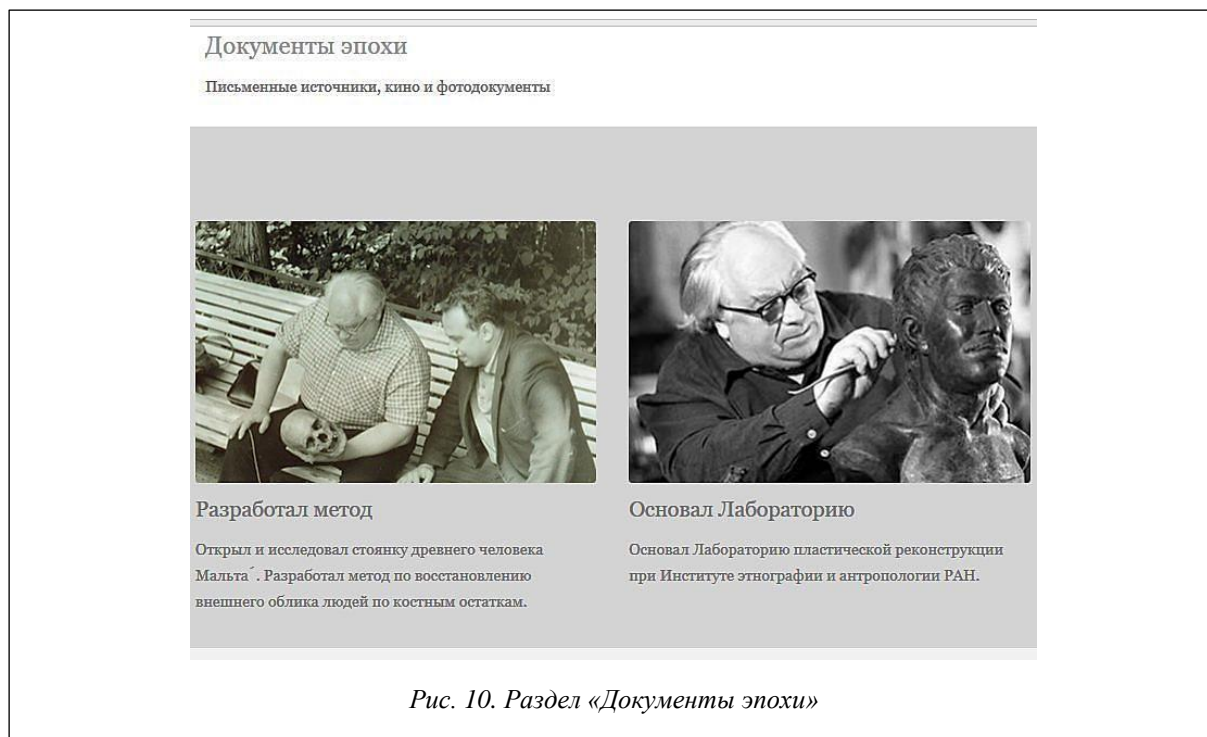 Документы эпохи
Письменные источники, кино и фотодокументы
Разработал метод
Открыл и исследовал стоянку древнего человека
Мальта´. Разработал метод по восстановлению
внешнего облика людей по костным остаткам.
Основал Лабораторию
Основал Лабораторию пластической реконструкции
при Институте этнографии и антропологии РАН.
Рис. 10. Раздел «Документы эпохи»